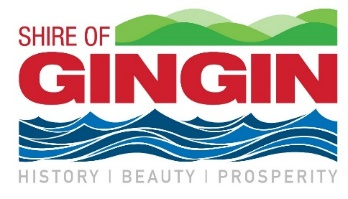 SHIRE OF
GINGIN
HISTORY | BEAUTY | PROSPERITY